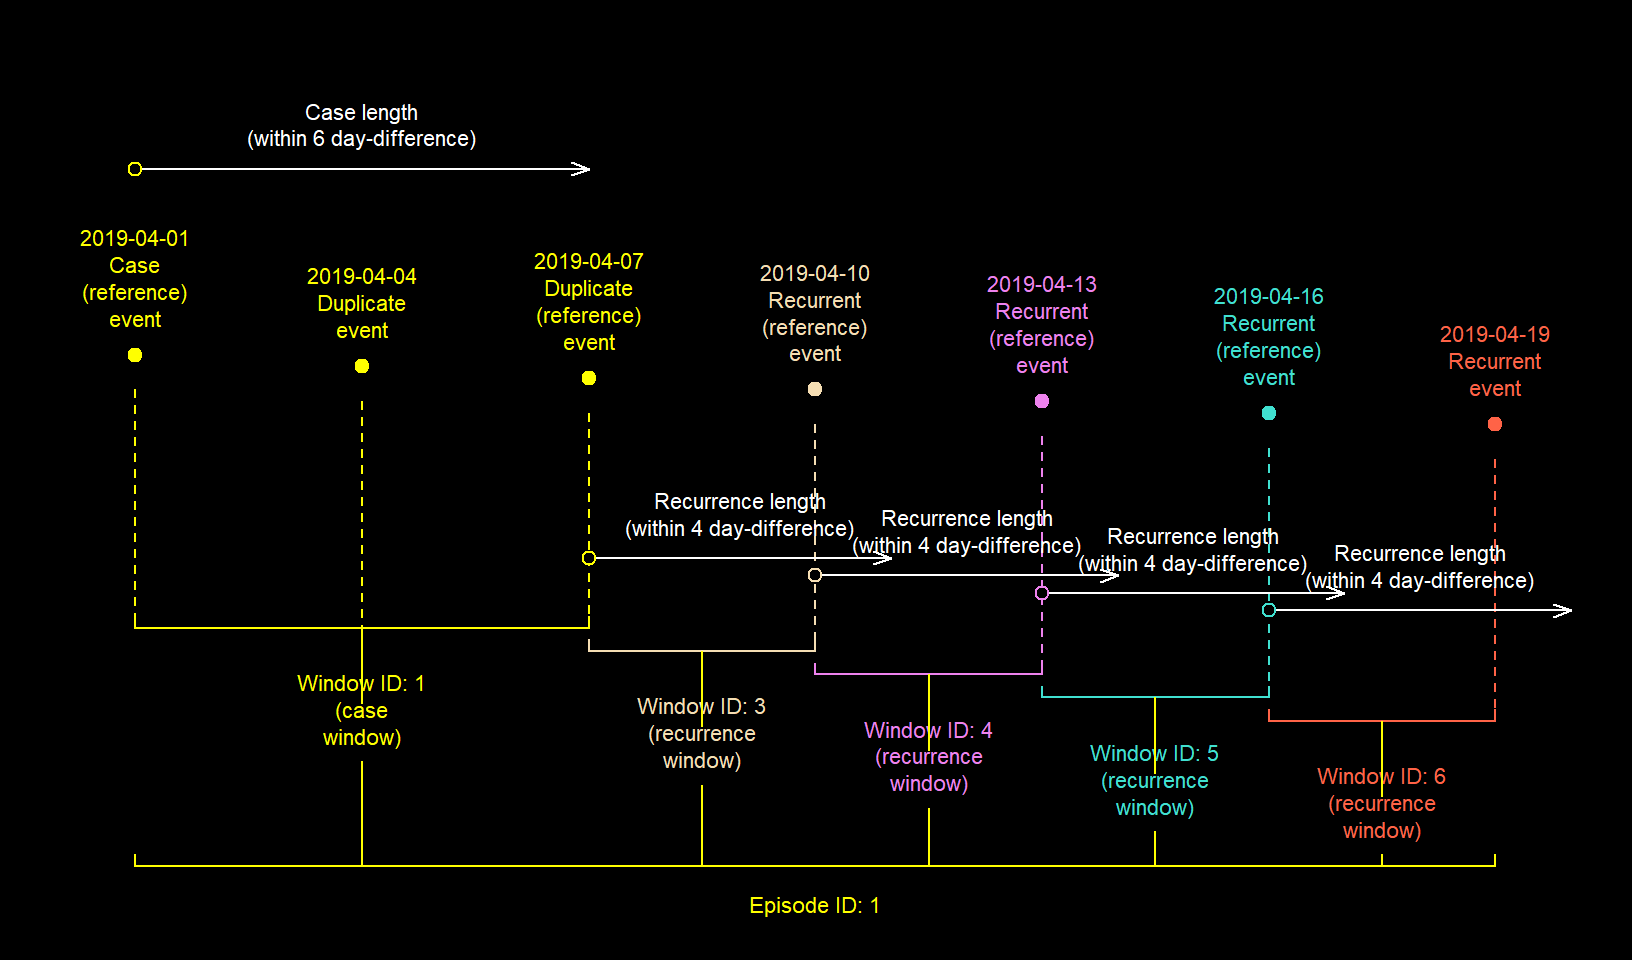 Case length
(within 6 day-difference)
2019-04-01
Case
(reference)
event
2019-04-04
Duplicate
event
2019-04-07
Duplicate
(reference)
event
2019-04-10
Recurrent
(reference)
event
2019-04-13
Recurrent
(reference)
event
2019-04-16
Recurrent
(reference)
event
2019-04-19
Recurrent
event
Recurrence length
(within 4 day-difference)
Recurrence length
(within 4 day-difference)
Recurrence length
(within 4 day-difference)
Recurrence length
(within 4 day-difference)
Window ID: 1
(case
window)
Window ID: 3
(recurrence
window)
Window ID: 4
(recurrence
window)
Window ID: 5
(recurrence
window)
Window ID: 6
(recurrence
window)
Episode ID: 1